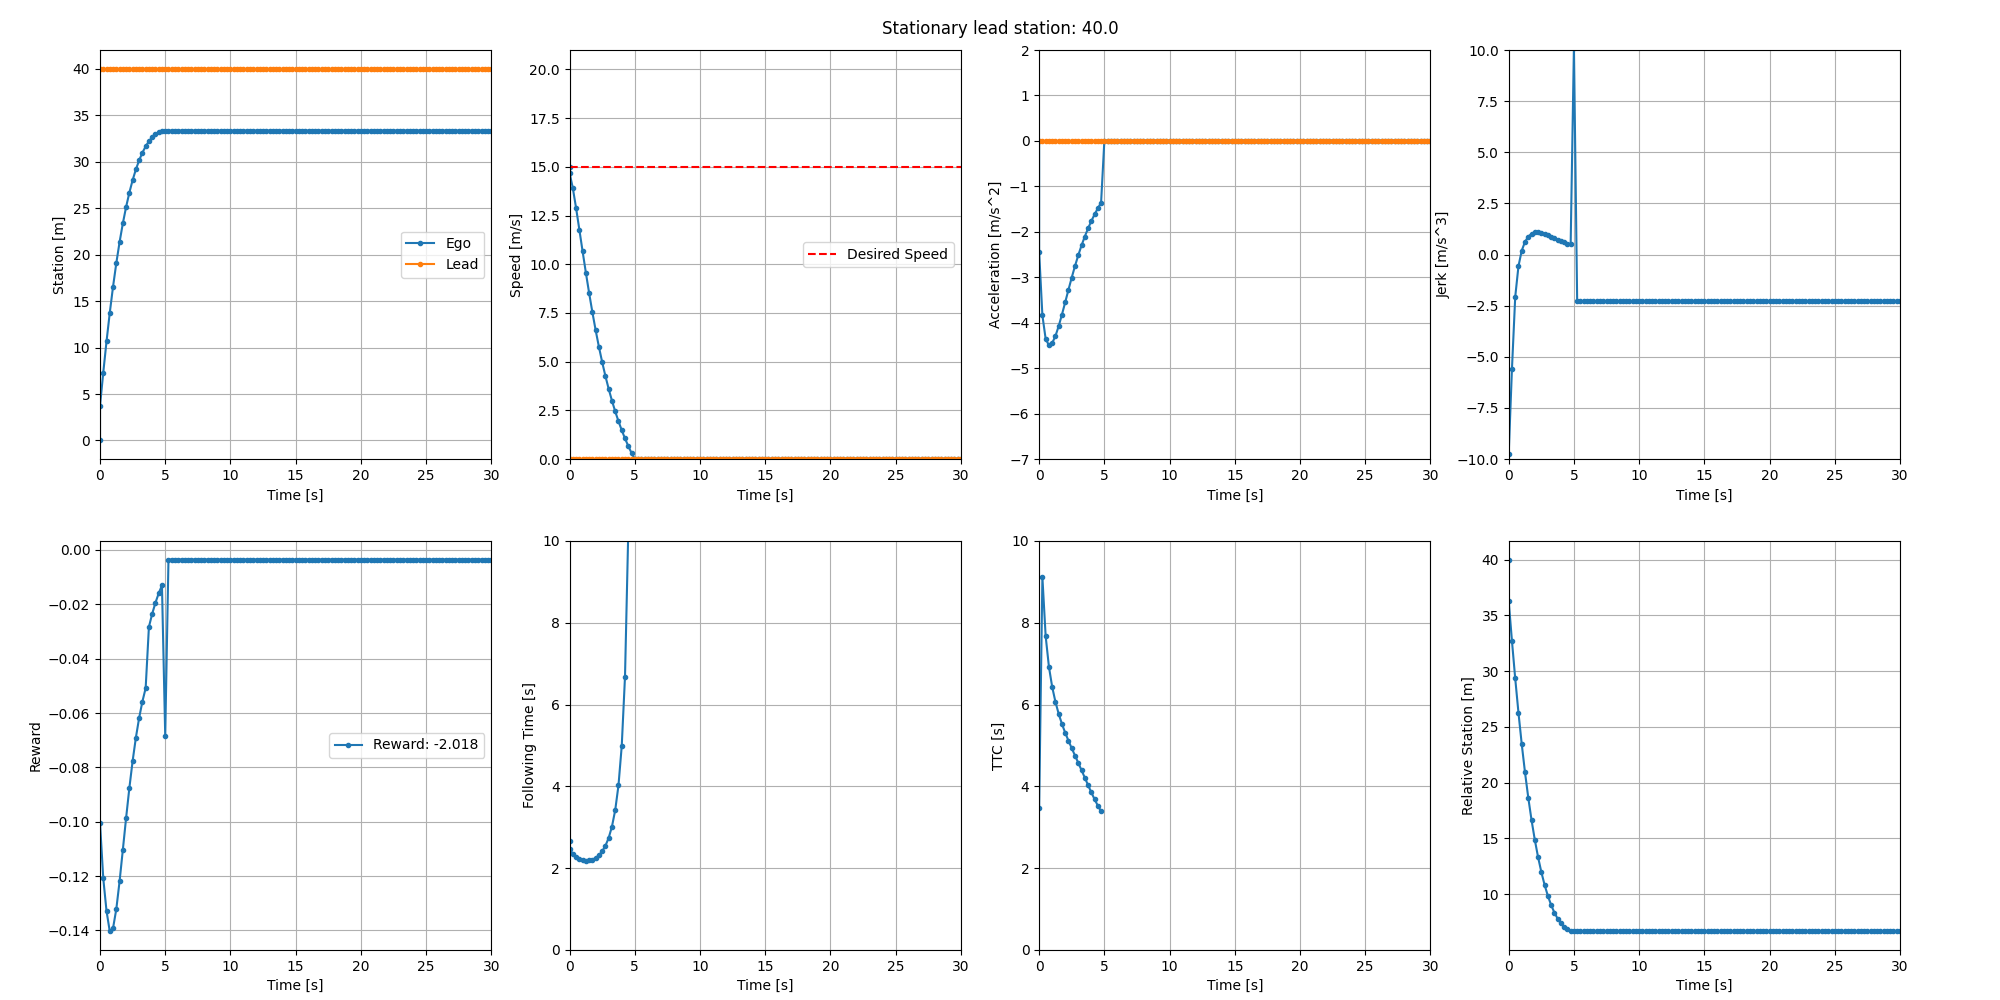 Stationary lead station: 40.0
Station [m]
40
35
30
25
20
15
10
5
0
Ego
Lead
0 5 10 15 20 25 30
Time [s]
Speed [m/s]
20.0
17.5
15.0
12.5
10.0
7.5
5.0
2.5
0.0
Desired Speed
0 5 10 15 20 25 30
Time [s]
Acceleration [m/s^2]
2
1
0
−1
−2
−3
−4
−5
−6
−7
0 5 10 15 20 25 30
Time [s]
Jerk [m/s^3]
10.0
7.5
5.0
2.5
0.0
−2.5
−5.0
−7.5
−10.0
0 5 10 15 20 25 30
Time [s]
Reward
0.00
−0.02
−0.04
−0.06
−0.08
−0.10
−0.12
−0.14
Reward: -2.018
0 5 10 15 20 25 30
Time [s]
Following Time [s]
10
8
6
4
2
0
0 5 10 15 20 25 30
Time [s]
TTC [s]
10
8
6
4
2
0
0 5 10 15 20 25 30
Time [s]
Relative Station [m]
40
35
30
25
20
15
10
0 5 10 15 20 25 30
Time [s]